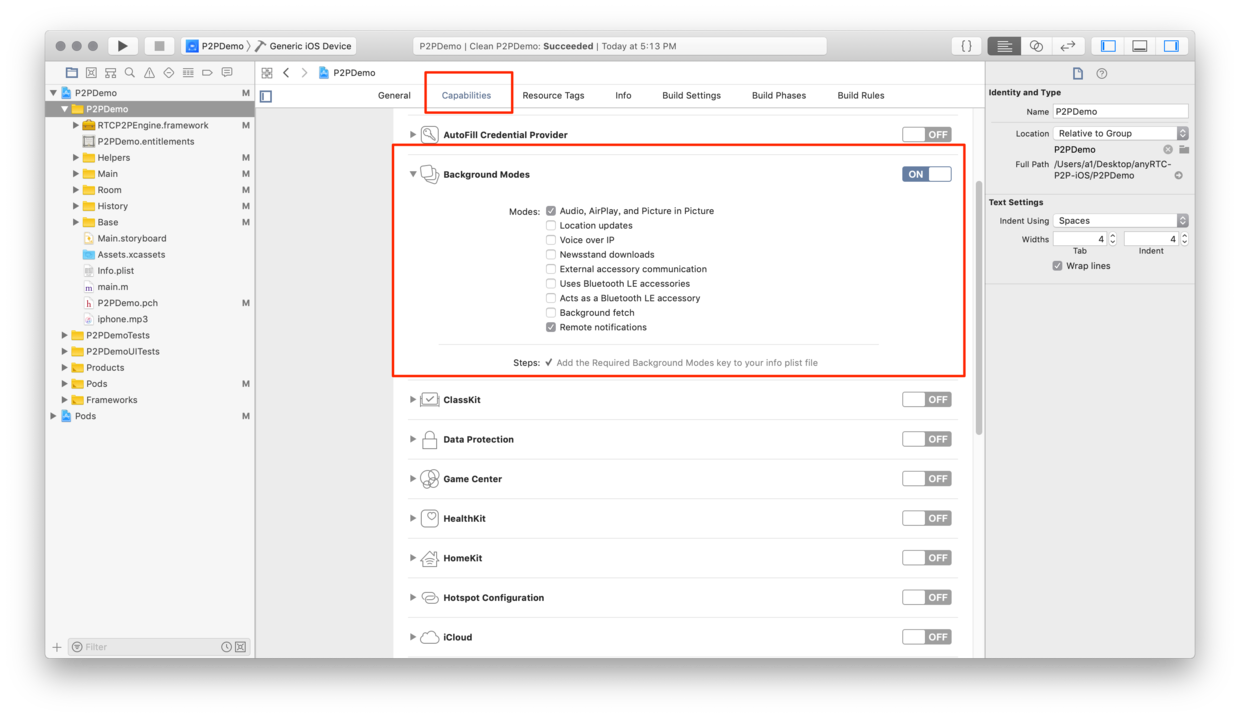 P2PDemo
Generic iOS Device
P2PDemo | Clean P2PDemo: Succeeded | Today at 5:13 PM
{ }
P2PDemo
General
Capabilities
Resource Tags
Info
Build Settings
Build Phases
Build Rules
P2PDemo M
P2PDemo
RTCP2PEngine.framework M
P2PDemo.entitlements
Helpers M
Main M
Room M
History M
Base M
Main.storyboard
Assets.xcassets
Info.plist
main.m
P2PDemo.pch M
iphone.mp3
P2PDemoTests
P2PDemoUITests
Products
Pods M
Frameworks
Pods M
Filter
AutoFill Credential Provider OFF
Background Modes ON
Modes: Audio, AirPlay, and Picture in Picture
Location updates
Voice over IP
Newsstand downloads
External accessory communication
Uses Bluetooth LE accessories
Acts as a Bluetooth LE accessory
Background fetch
Remote notifications
Steps: ✓ Add the Required Background Modes key to your info plist file
ClassKit OFF
Data Protection OFF
Game Center OFF
HealthKit OFF
HomeKit OFF
Hotspot Configuration OFF
iCloud OFF
Identity and Type
Name P2PDemo
Location Relative to Group
P2PDemo
Full Path /Users/a1/Desktop/anyRTC-
P2P-iOS/P2PDemo
Text Settings
Indent Using Spaces
Widths 4 4
Tab Indent
Wrap lines